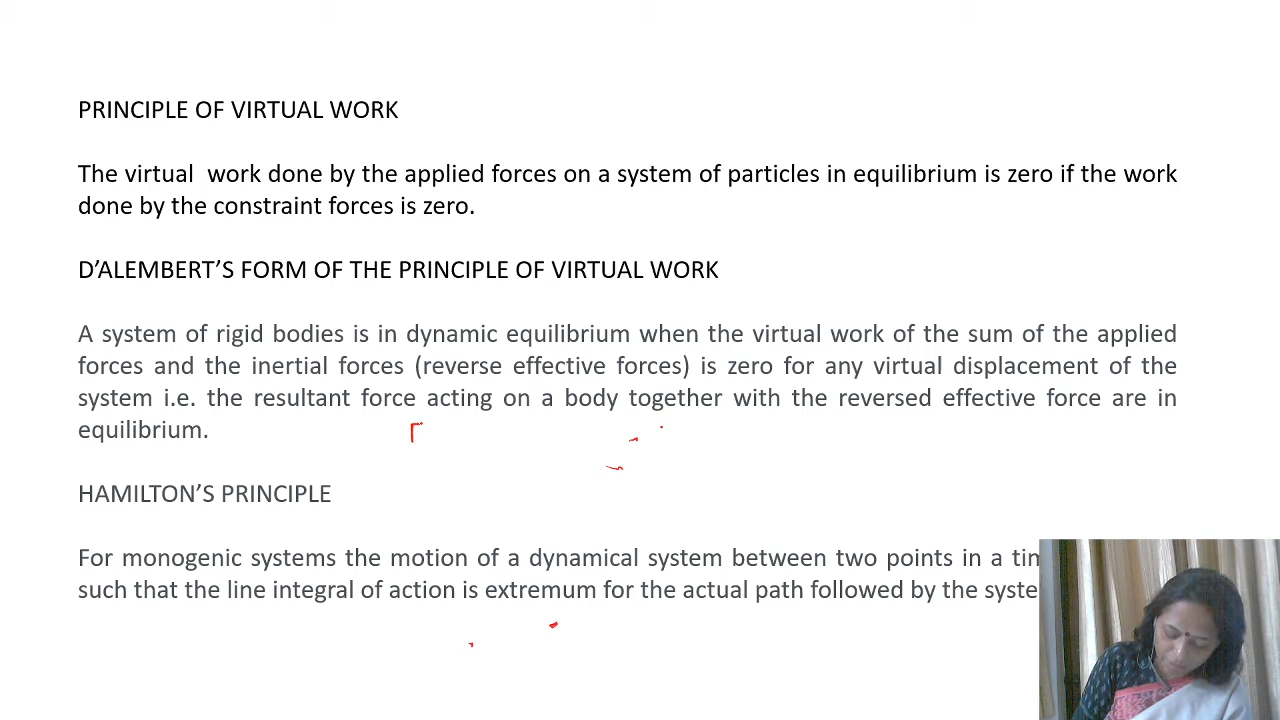 PRINCIPLE OF VIRTUAL WORK
The virtual work done by the applied forces on a system of particles in equilibrium is zero if the work
done by the constraint forces is zero.
D’ALEMBERT’S FORM OF THE PRINCIPLE OF VIRTUAL WORK
A system of rigid bodies is in dynamic equilibrium when the virtual work of the sum of the applied
forces and the inertial forces (reverse effective forces) is zero for any virtual displacement of the
system i.e. the resultant force acting on a body together with the reversed effective force are in
equilibrium.
HAMILTON’S PRINCIPLE
For monogenic systems the motion of a dynamical system between two points in a
such that the line integral of action is extremum for the actual path followed by the